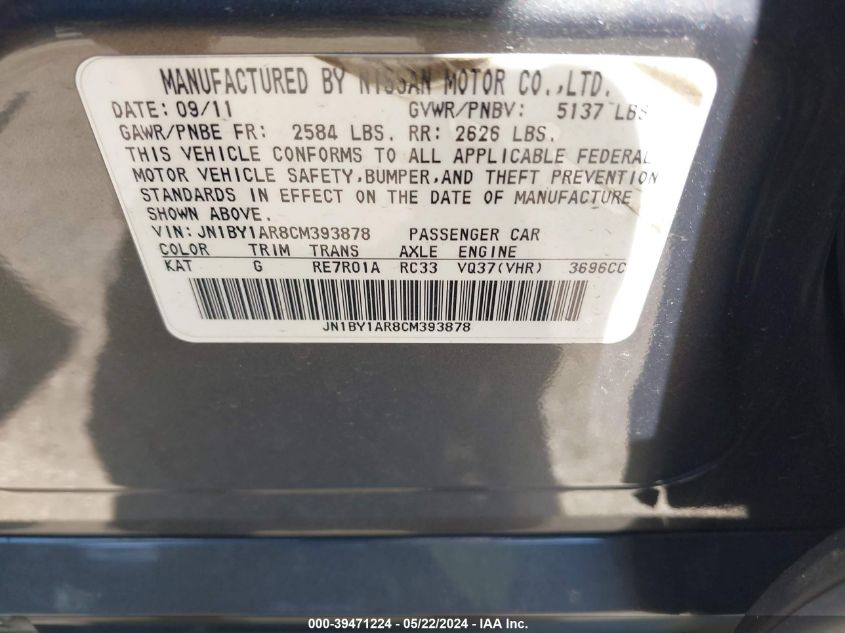 MANUFACTURED BY NISSAN MOTOR CO.,LTD.
DATE: 09/11 GVWR/PNBV: 5137 LBS
GAWR/PNBE FR: 2584 LBS. RR: 2626 LBS.
THIS VEHICLE CONFORMS TO ALL APPLICABLE FEDERAL
MOTOR VEHICLE SAFETY,BUMPER,AND THEFT PREVENTION
STANDARDS IN EFFECT ON THE DATE OF MANUFACTURE
SHOWN ABOVE.
VIN: JN1BY1AR8CM393878 PASSENGER CAR
COLOR TRIM TRANS AXLE ENGINE
KAT G RE7R01A RC33 VQ37(VHR) 3696CC
JN1BY1AR8CM393878
000-39471224 - 05/22/2024 - IAA Inc.